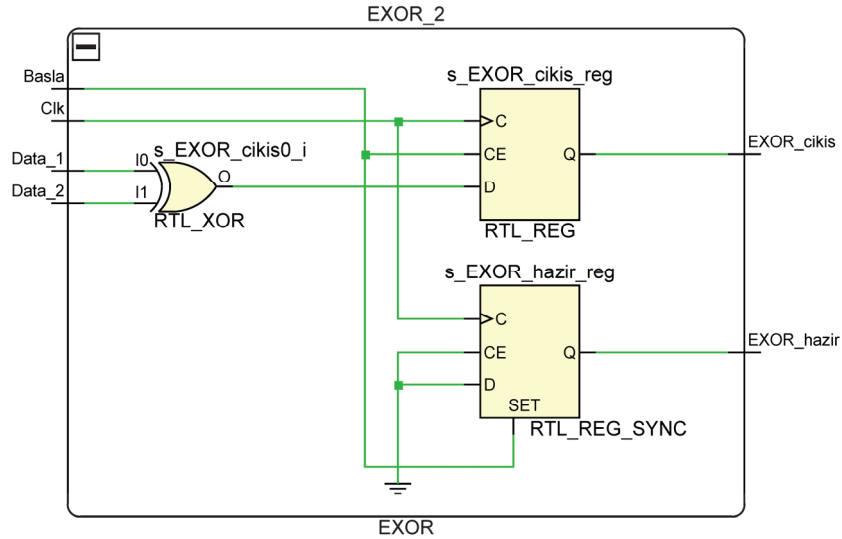 EXOR_2
Basla
Clk
Data_1
Data_2
I0
I1
s_EXOR_cikis0_i
O
RTL_XOR
s_EXOR_cikis_reg
C
CE
D
Q
RTL_REG
EXOR_cikis
s_EXOR_hazir_reg
C
CE
D
Q
SET
RTL_REG_SYNC
EXOR_hazir
EXOR